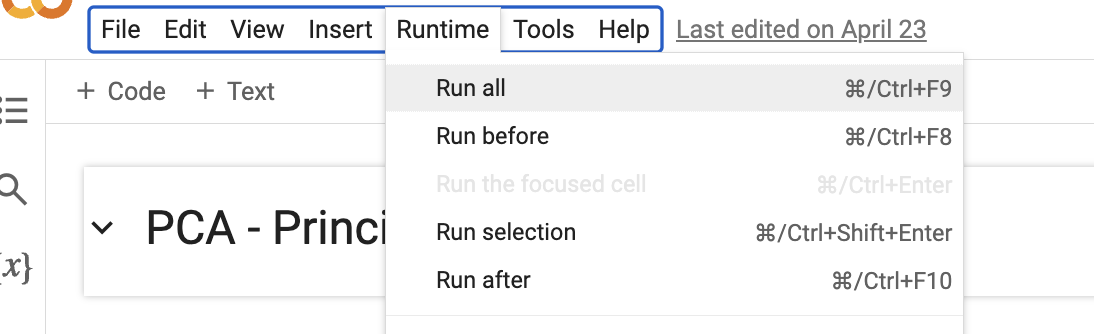 File Edit View Insert Runtime Tools Help Last edited on April 23
+ Code + Text
Run all ⌘/Ctrl+F9
Run before ⌘/Ctrl+F8
Run the focused cell ⌘/Ctrl+Enter
PCA - Princi
Run selection ⌘/Ctrl+Shift+Enter
{x}
Run after ⌘/Ctrl+F10